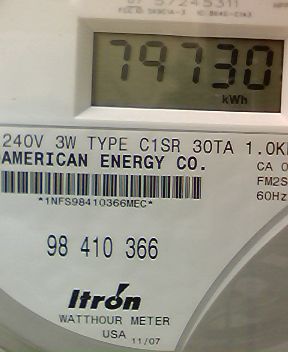 79730
kWh
240V 3W TYPE C1SR 30TA 1.0K
AMERICAN ENERGY CO.
CA 0
FM2S
60Hz
*1NFS98410366MEC*
98 410 366
Itrón
WATTHOUR METER
USA 11/07